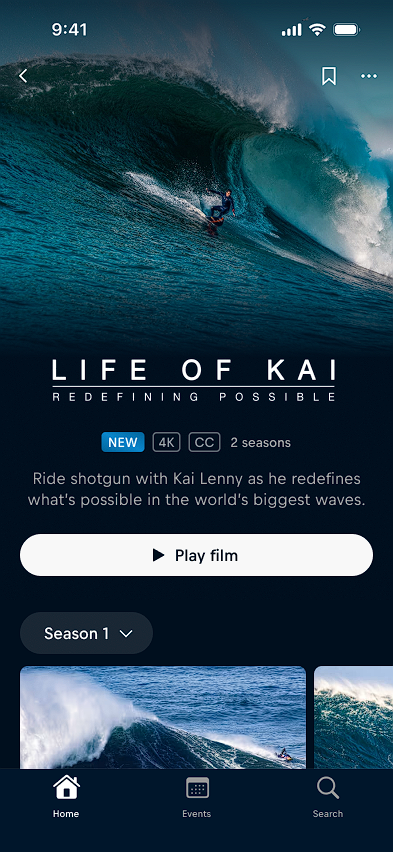 9:41
LIFE OF KAI
REDEFINING POSSIBLE
NEW 4K CC 2 seasons
Ride shotgun with Kai Lenny as he redefines
what's possible in the world's biggest waves.
Play film
Season 1
Home Events Search